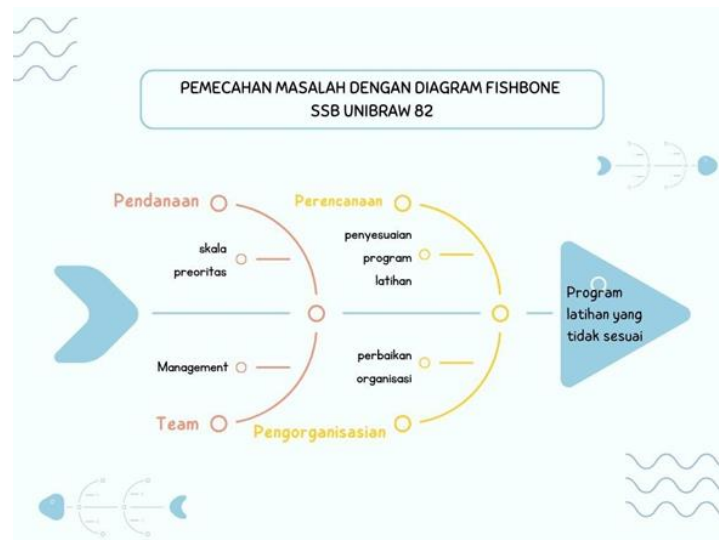 PEMECAHAN MASALAH DENGAN DIAGRAM FISHBONE
SSB UNIBRAW 82
Pendanaan
Perencanaan
skala
preoritas
penyesuaian
program
latihan
Program
latihan yang
tidak sesuai
Management
perbaikan
organisasi
Team
Pengorganisasian